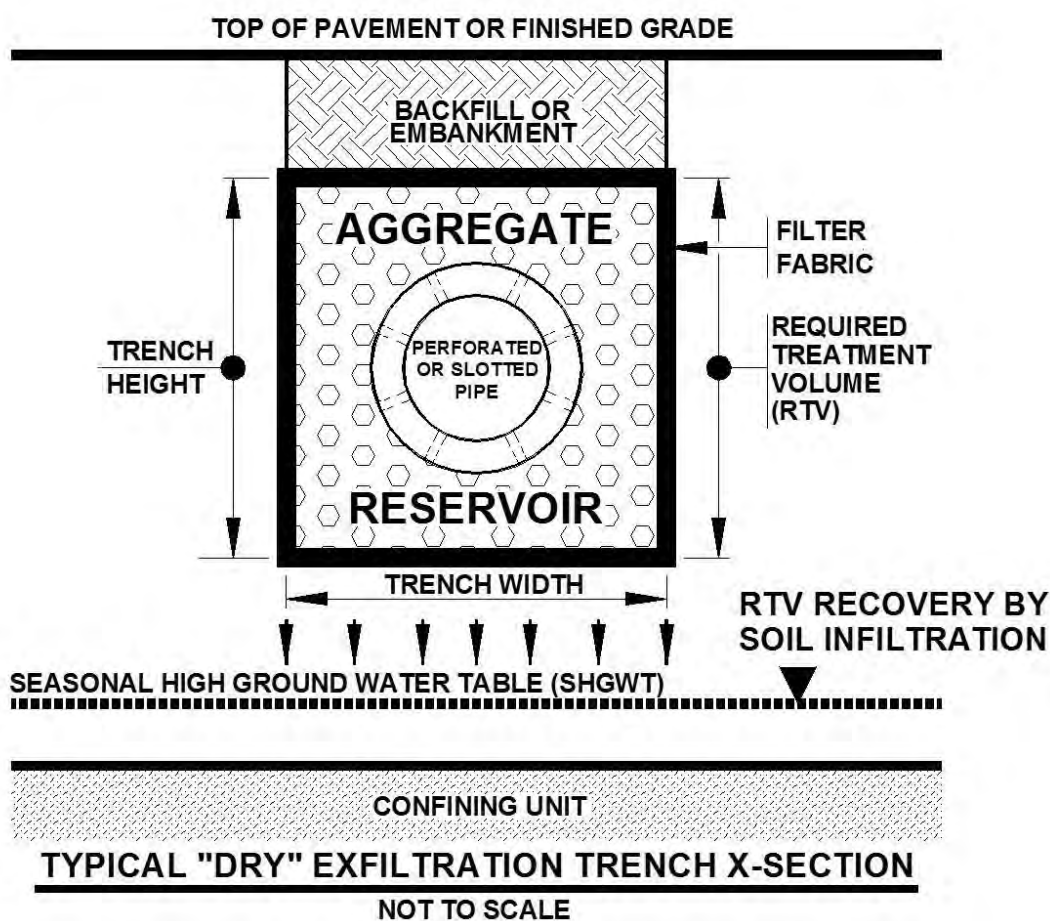 TOP OF PAVEMENT OR FINISHED GRADE
BACKFILL OR
EMBANKMENT
AGGREGATE
FILTER
FABRIC
PERFORATED
OR SLOTTED
PIPE
TRENCH
HEIGHT
REQUIRED
TREATMENT
VOLUME
(RTV)
RESERVOIR
TRENCH WIDTH
RTV RECOVERY BY
SOIL INFILTRATION
SEASONAL HIGH GROUND WATER TABLE (SHGWT)
CONFINING UNIT
TYPICAL "DRY" EXFILTRATION TRENCH X-SECTION
NOT TO SCALE